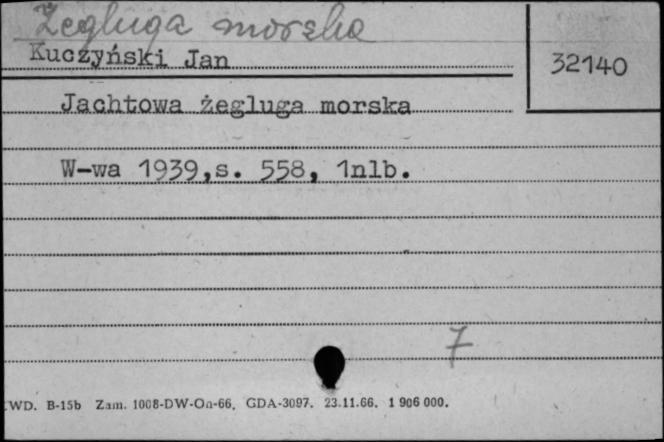 Żegluga morska
Kuczyński Jan
32140
Jachtowa żegluga morska
W-wa 1939,s. 558, 1nlb.
7
WD. B-15b Zam. 1008-DW-On-66. GDA-3097. 23.11.66. 1 906 000.